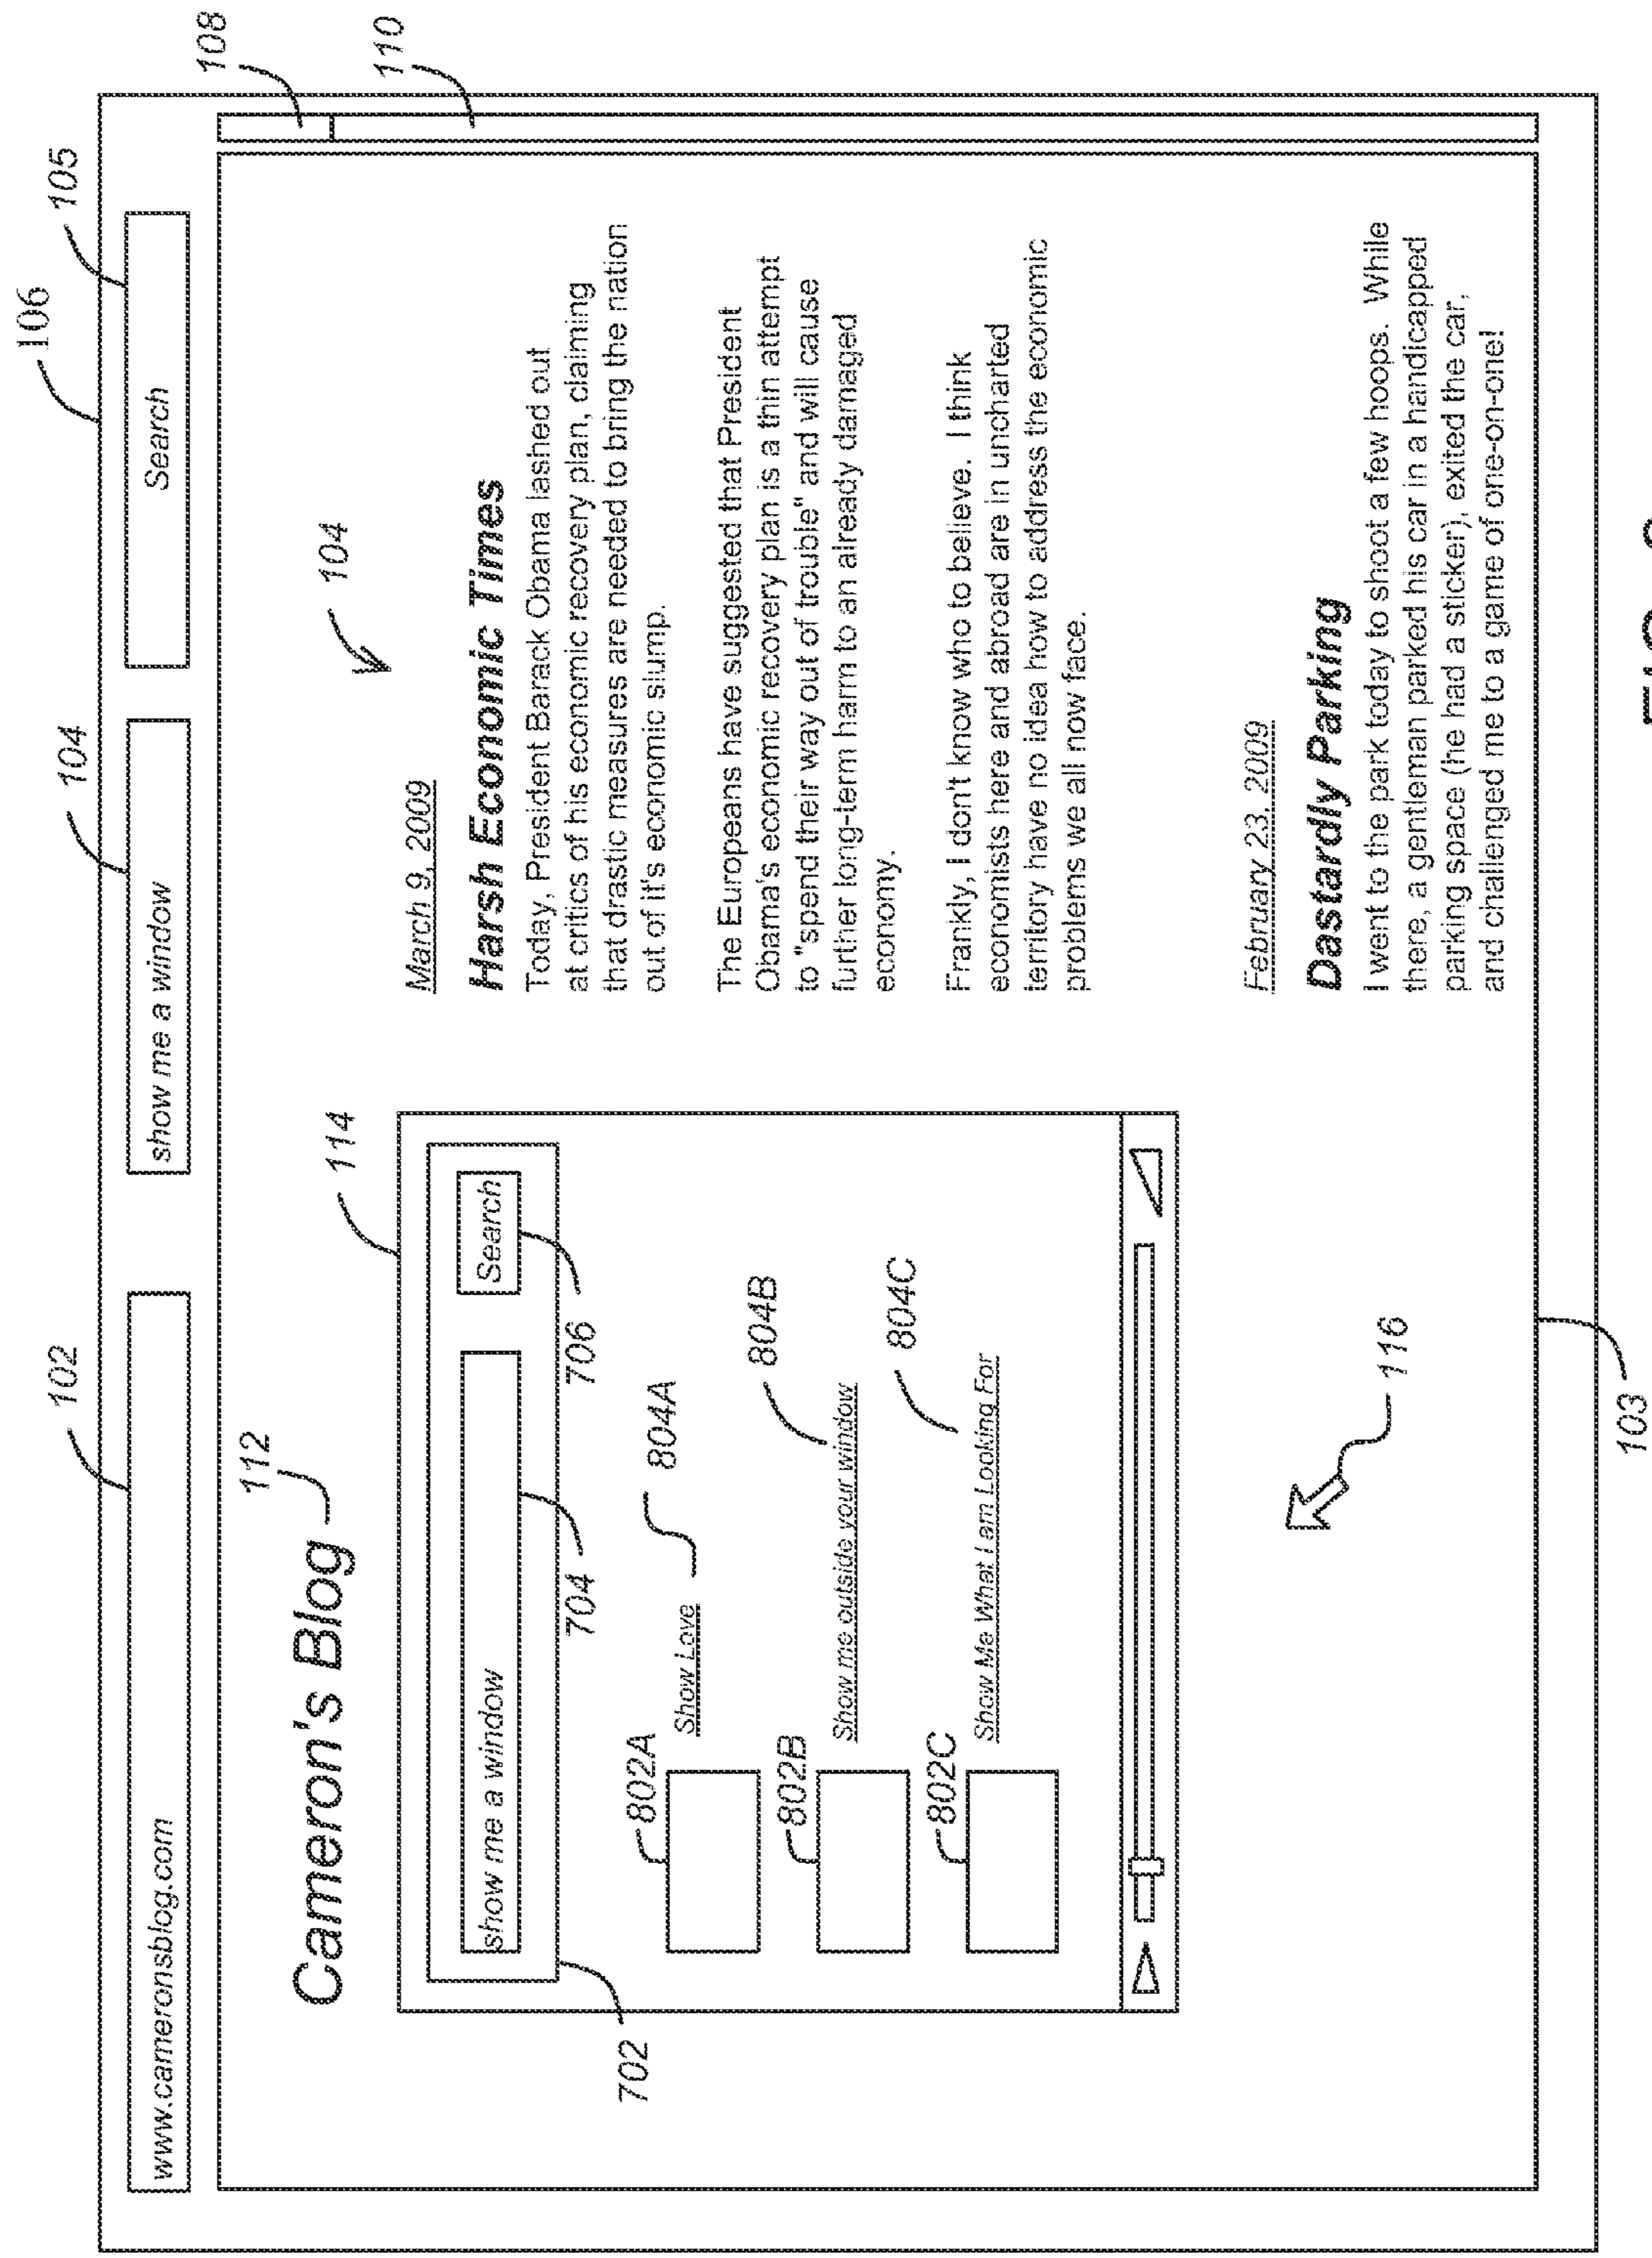 106
102
104
105
108
www.cameronsblog.com
show me a window
Search
110
112
Cameron's Blog
114
104
show me a window
Search
702
704
706
802A
Show Love
804A
802B
Show me outside your window
804B
802C
Show Me What I am Looking For
804C
116
March 9, 2009
Harsh Economic Times
Today, President Barack Obama lashed out
at critics of his economic recovery plan, claiming
that drastic measures are needed to bring the nation
out of it's economic slump.
The Europeans have suggested that President
Obama's economic recovery plan is a thin attempt
to "spend their way out of trouble" and will cause
further long-term harm to an already damaged
economy.
Frankly, I don't know who to believe. I think
economists here and abroad are in uncharted
territory have no idea how to address the economic
problems we all now face.
February 23, 2009
Dastardly Parking
I went to the park today to shoot a few hoops. While
there, a gentleman parked his car in a handicapped
parking space (he had a sticker), exited the car,
and challenged me to a game of one-on-one!
103